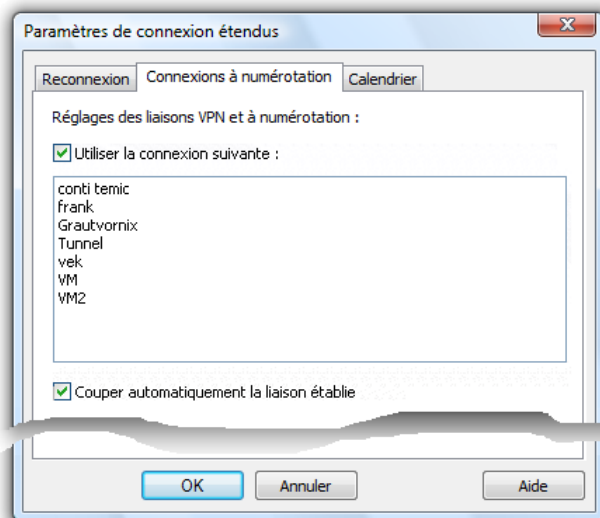 Paramètres de connexion étendus
Reconnexion Connexions à numérotation Calendrier
Réglages des liaisons VPN et à numérotation :
Utiliser la connexion suivante :
conti temic
frank
Grautvornix
Tunnel
vek
VM
VM2
Couper automatiquement la liaison établie
OK Annuler Aide